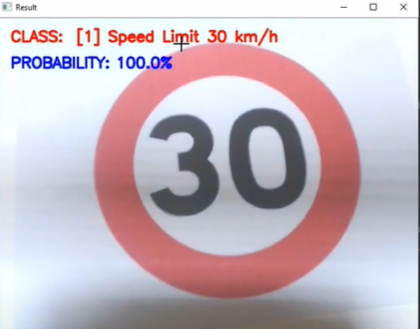 Result
CLASS: [1] Speed Limit 30 km/h
PROBABILITY: 100.0%
30